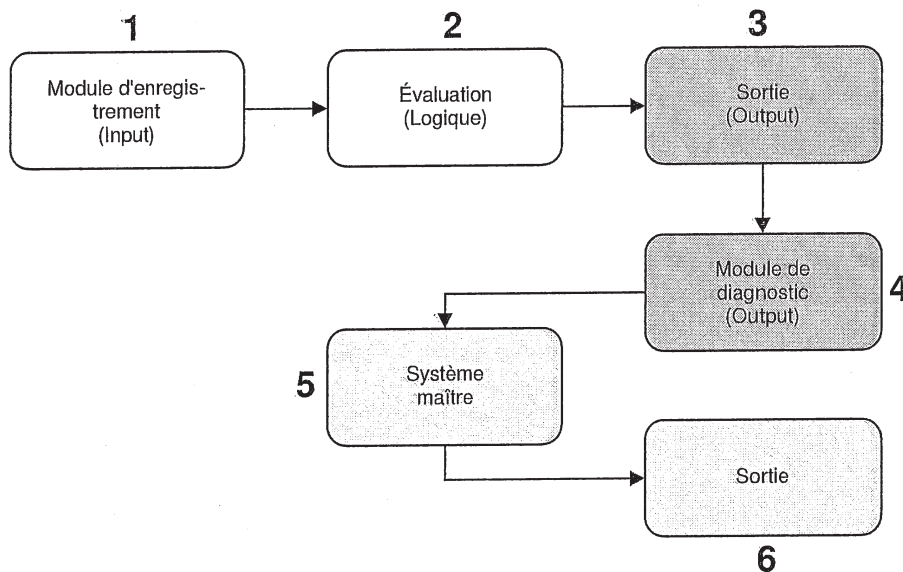 1
2
3
Module d'enregis-
trement
(Input)
Évaluation
(Logique)
Sortie
(Output)
Module de
diagnostic
(Output)
4
5
Système
maître
Sortie
6